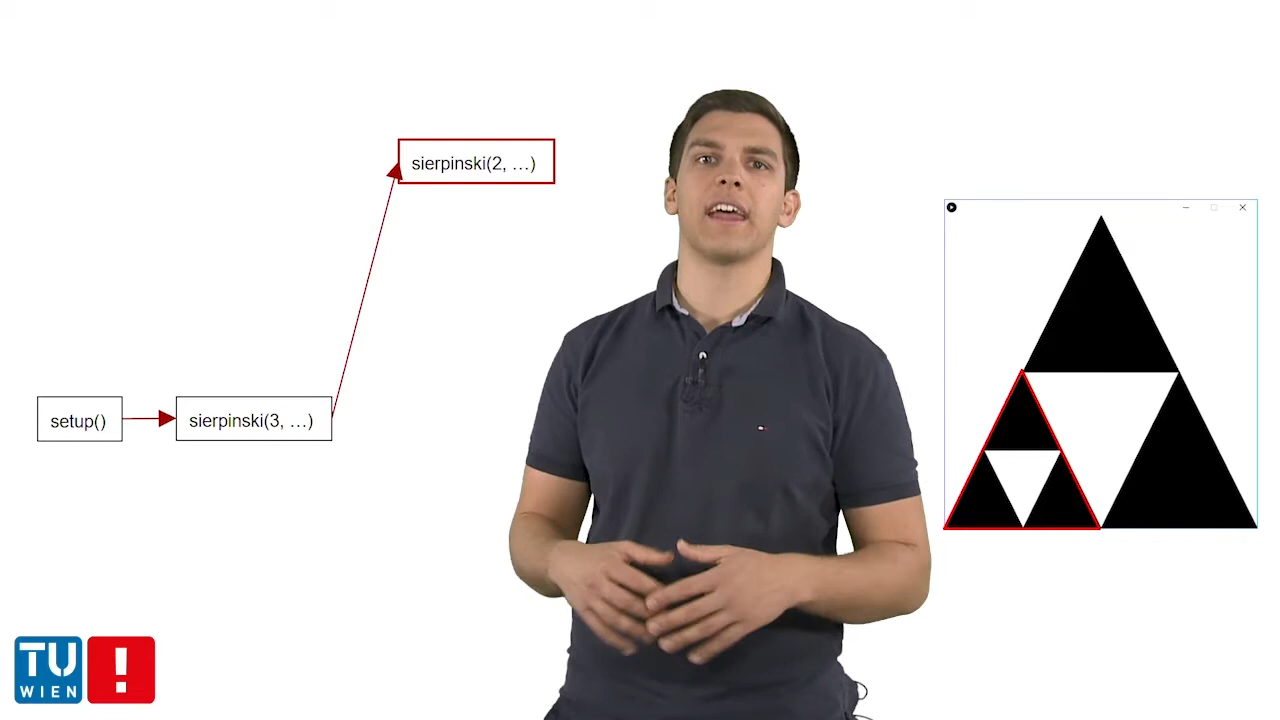 sierpinski(2, …)
setup()
sierpinski(3, …)
TU
WIEN
!